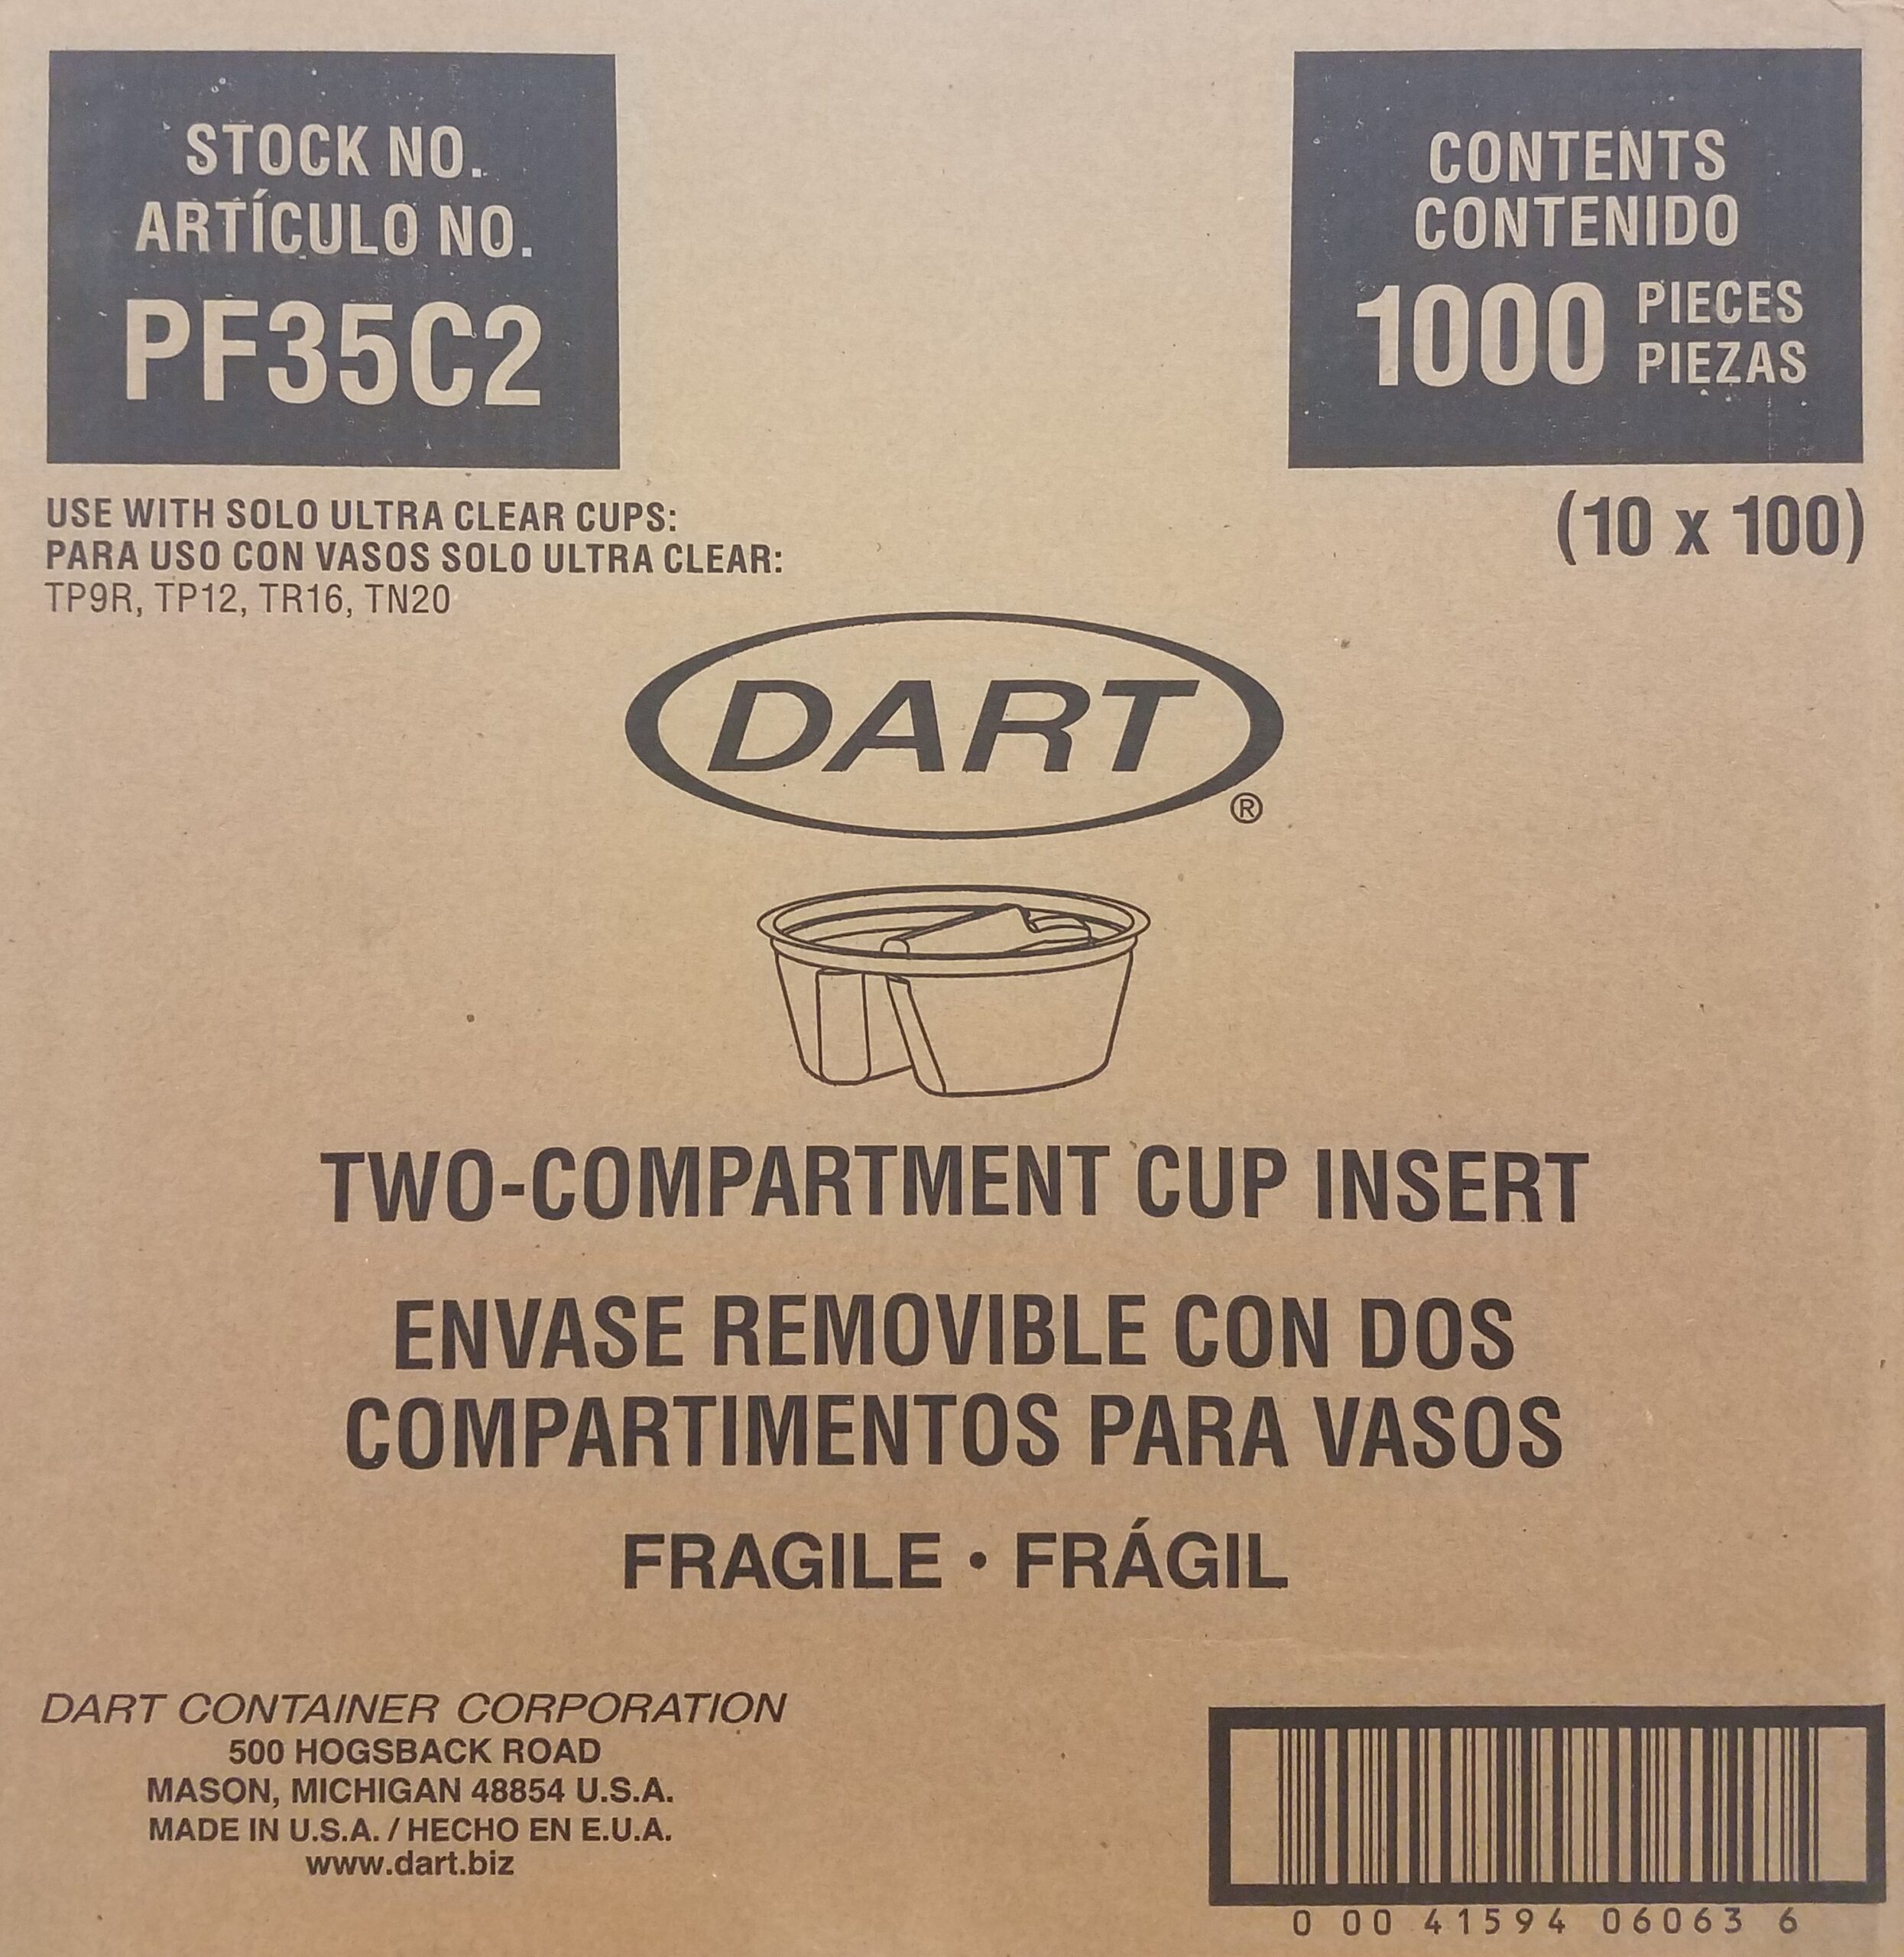 STOCK NO.
ARTÍCULO NO.
PF35C2
CONTENTS
CONTENIDO
1000 PIECES
PIEZAS
(10 x 100)
USE WITH SOLO ULTRA CLEAR CUPS:
PARA USO CON VASOS SOLO ULTRA CLEAR:
TP9R, TP12, TR16, TN20
DART
®
TWO-COMPARTMENT CUP INSERT
ENVASE REMOVIBLE CON DOS
COMPARTIMENTOS PARA VASOS
FRAGILE • FRÁGIL
DART CONTAINER CORPORATION
500 HOGSBACK ROAD
MASON, MICHIGAN 48854 U.S.A.
MADE IN U.S.A. / HECHO EN E.U.A.
www.dart.biz
0 00 41594 06063 6